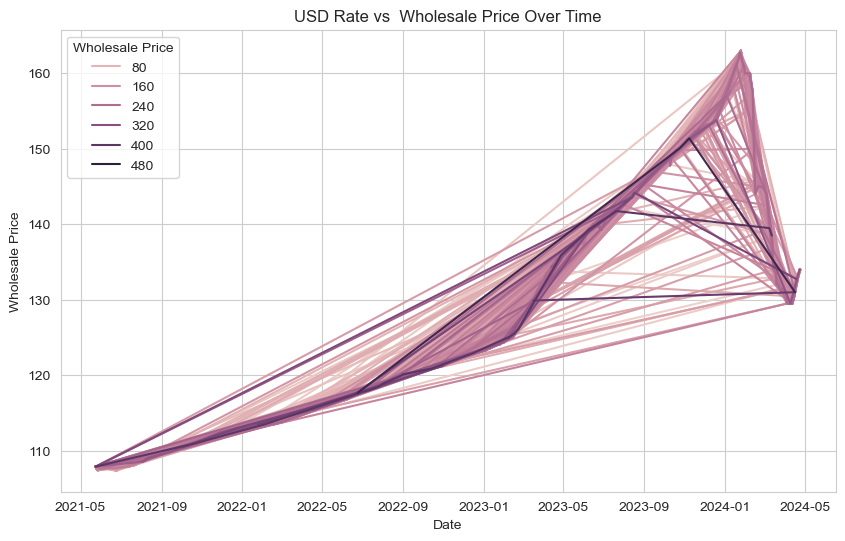 USD Rate vs  Wholesale Price Over Time
Wholesale Price
80
160
240
320
400
480
Wholesale Price
160
150
140
130
120
110
2021-05 2021-09 2022-01 2022-05 2022-09 2023-01 2023-05 2023-09 2024-01 2024-05
Date